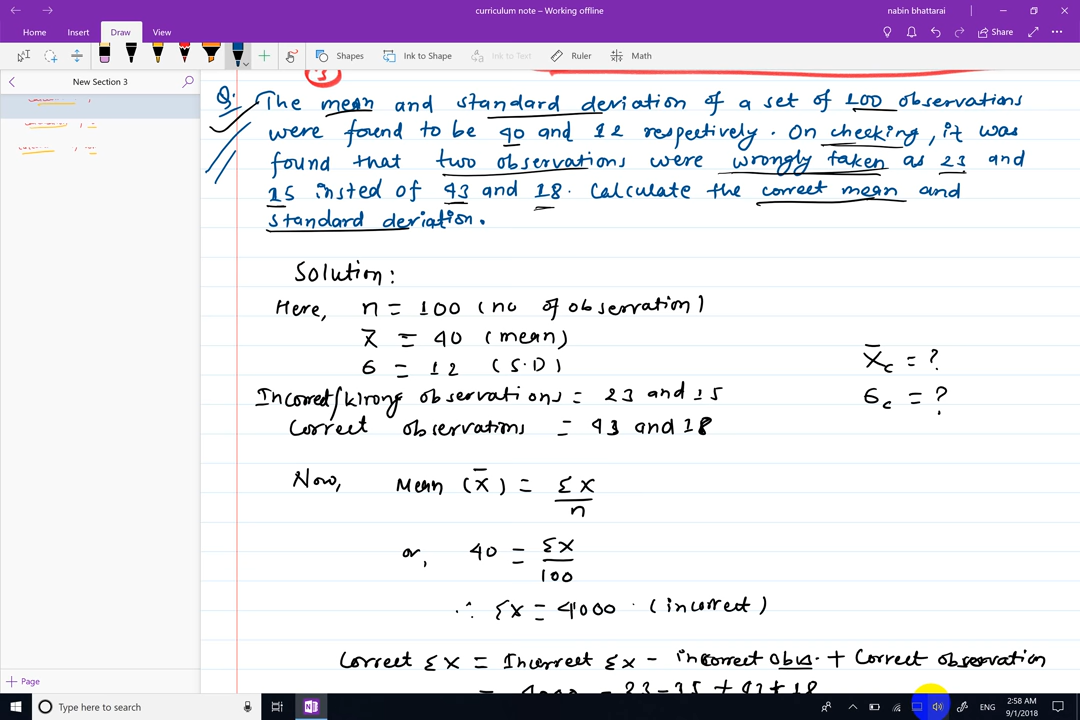 curriculum note – Working offline
nabin bhattarai
Home Insert Draw View
Share
Shapes Ink to Shape Ink to Text Ruler Math
New Section 3
Page
Q. The mean and standard deviation of a set of 100 observations
were found to be 40 and 12 respectively. On checking, it was
found that two observations were wrongly taken as 23 and
15 insted of 43 and 18. Calculate the correct mean and
standard deviation.
Solution:
Here, n = 100 (no of observation)
x̄ = 40 (mean)
σ = 12 (S.D)
X̄c = ?
Incorrect/Wrong observations = 23 and 15
σc = ?
Correct observations = 43 and 18
Now, Mean (x̄) = Σx/n
or, 40 = Σx/100
∴ Σx = 4000 (incorrect)
Correct Σx = Incorrect Σx - incorrect obvs. + Correct observation
Type here to search
ENG
2:58 AM
9/1/2018